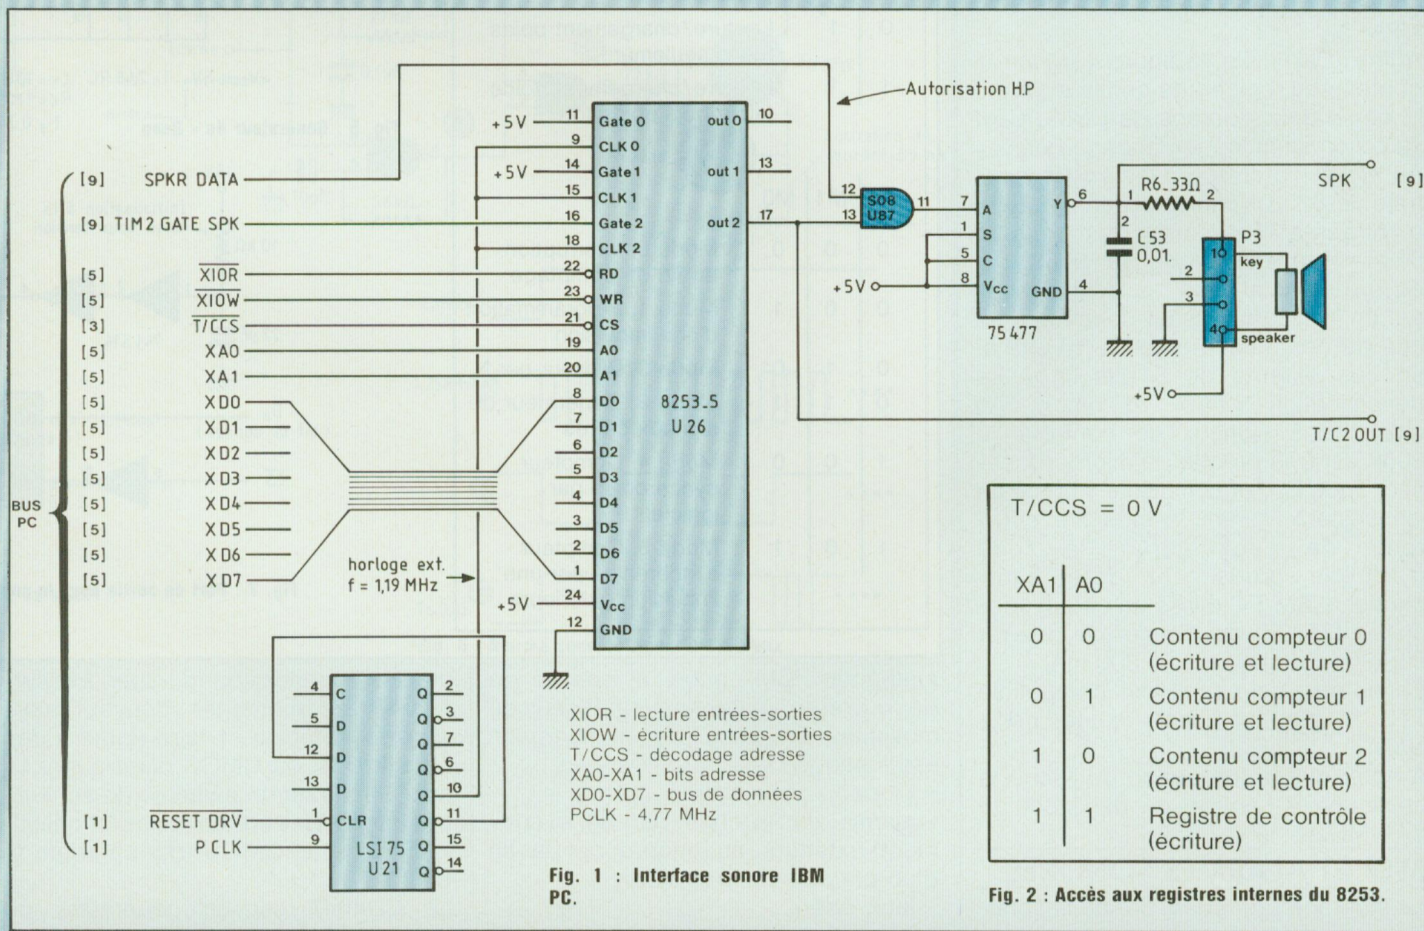 Autorisation H.P
+5V 11 Gate 0 out 0 10
9 CLK 0
+5V 14 Gate 1 out 1 13
15 CLK 1
16 Gate 2 out 2 17
18 CLK 2
22 RD
23 WR
21 CS
19 A0
20 A1
8 D0
7 D1
6 D2
5 D3
4 D4
3 D5
2 D6
1 D7
+5V 24 Vcc
12 GND
8253_5
U 26
BUS
PC
[9] SPKR DATA
[9] TIM2 GATE SPK
[5] XIOR
[5] XIOW
[3] T/CCS
[5] XA0
[5] XA1
[5] XD0
[5] XD1
[5] XD2
[5] XD3
[5] XD4
[5] XD5
[5] XD6
[5] XD7
[1] RESET DRV
[1] P CLK
horloge ext.
f = 1,19 MHz
4 C Q 2
5 D Q 3
12 D Q 7
13 D Q 6
Q 10
1 CLR Q 11
9 Q 15
Q 14
LSI 75
U 21
12
13
S08
U87
11
7 A Y 6
1 S
5 C
8 Vcc GND 4
+5V
75 477
1 R6_33Ω 2
2
C53
0,01.
P3
1
key
2
3
4
speaker
+5V
SPK [9]
T/C2 OUT [9]
XIOR - lecture entrées-sorties
XIOW - écriture entrées-sorties
T/CCS - décodage adresse
XA0-XA1 - bits adresse
XD0-XD7 - bus de données
PCLK - 4,77 MHz
Fig. 1 : Interface sonore IBM
PC.
T/CCS = 0 V
XA1 A0
0 0 Contenu compteur 0
(écriture et lecture)
0 1 Contenu compteur 1
(écriture et lecture)
1 0 Contenu compteur 2
(écriture et lecture)
1 1 Registre de contrôle
(écriture)
Fig. 2 : Accès aux registres internes du 8253.